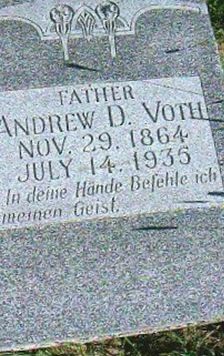 FATHER
ANDREW D. VOTH
NOV. 29. 1864
JULY 14. 1935
In deine Hände Befehle ich
meinen Geist.